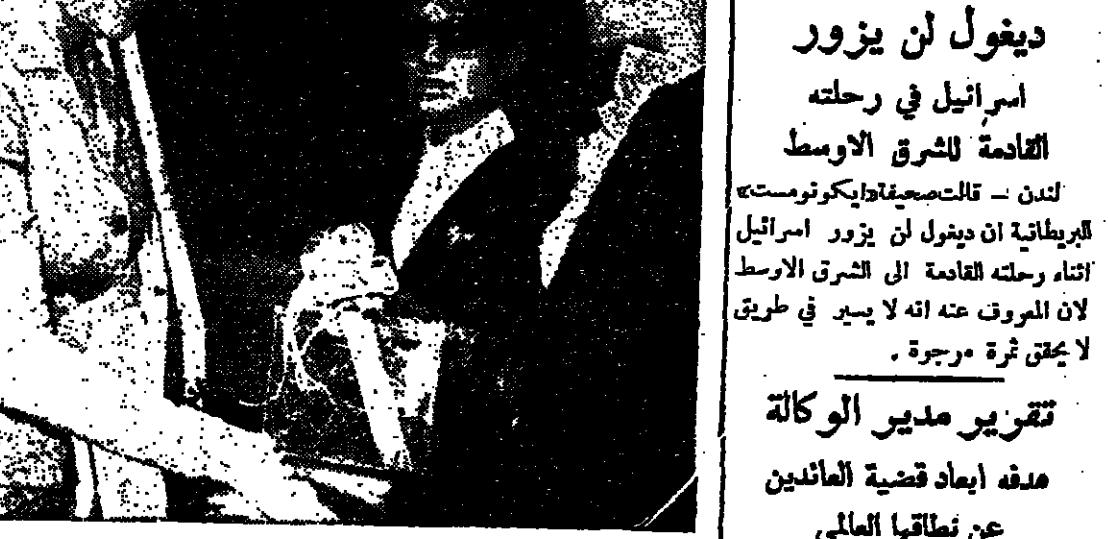 ديغول لن يزور
اسرائيل في رحلته
القادمة للشرق الاوسط
لندن — قالت صحيفة «ايكونومست»
البريطانية ان ديغول لن يزور اسرائيل
اثناء رحلته القادمة الى الشرق الاوسط
لان المعروف عنه انه لا يسير في طريق
لا يحقق ثمرة مرجوة .
تقرير مدير الوكالة
هدفه ابعاد قضية العائدين
عن نطاقها العالمي